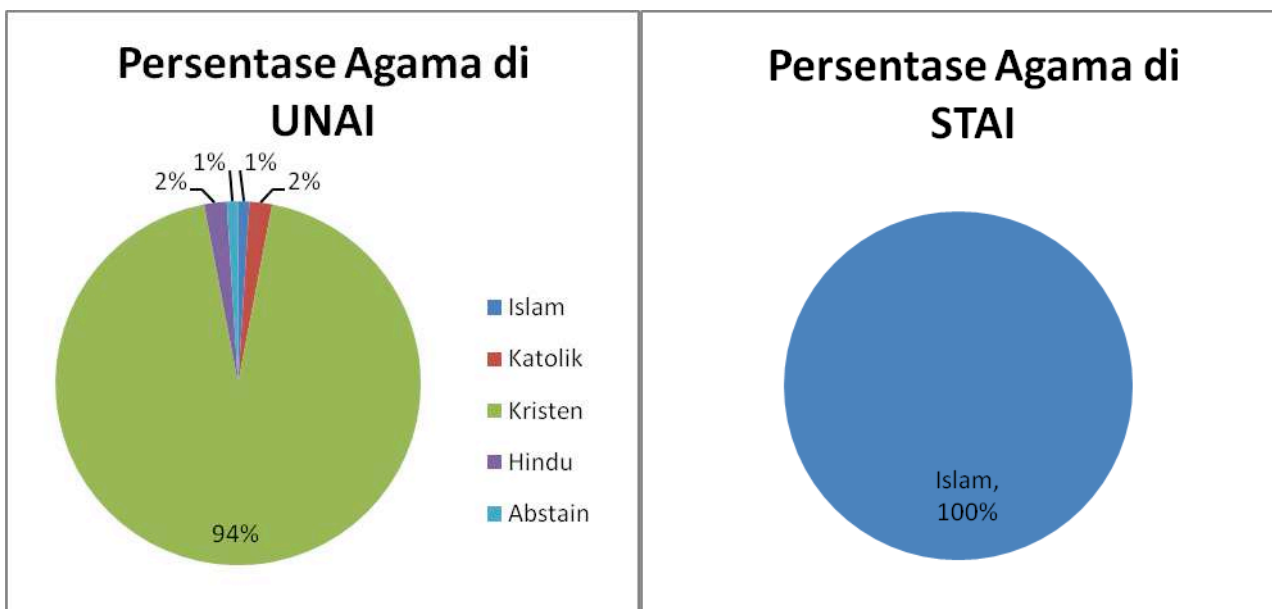 Persentase Agama di
UNAI
1%
1%
2%
2%
Islam
Katolik
Kristen
Hindu
Abstain
94%
Persentase Agama di
STAI
Islam,
100%